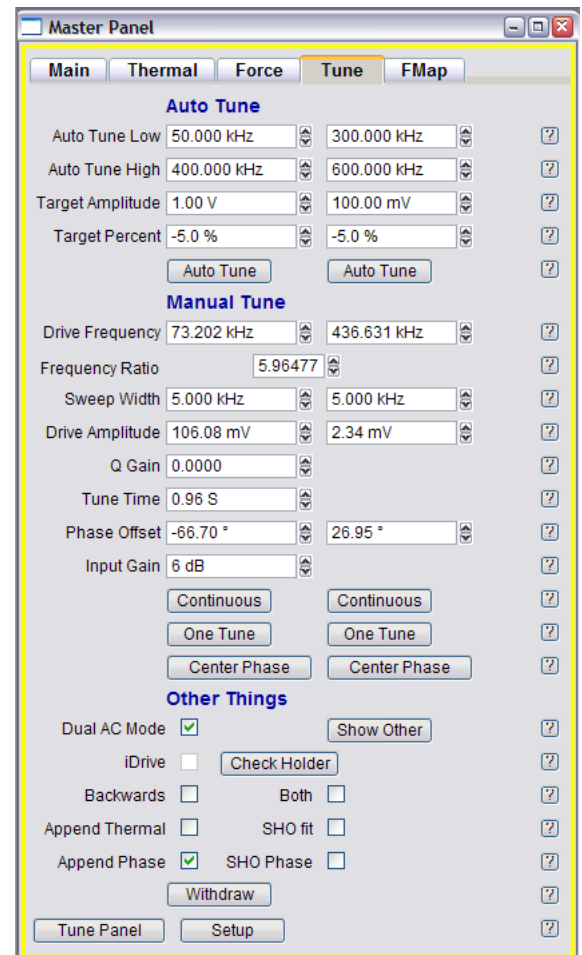 Master Panel
Main Thermal Force Tune FMap
Auto Tune
Auto Tune Low 50.000 kHz 300.000 kHz ?
Auto Tune High 400.000 kHz 600.000 kHz ?
Target Amplitude 1.00 V 100.00 mV ?
Target Percent -5.0 % -5.0 % ?
Auto Tune Auto Tune ?
Manual Tune
Drive Frequency 73.202 kHz 436.631 kHz ?
Frequency Ratio 5.96477 ?
Sweep Width 5.000 kHz 5.000 kHz ?
Drive Amplitude 106.08 mV 2.34 mV ?
Q Gain 0.0000 ?
Tune Time 0.96 S ?
Phase Offset -66.70 ° 26.95 ° ?
Input Gain 6 dB ?
Continuous Continuous ?
One Tune One Tune ?
Center Phase Center Phase ?
Other Things
Dual AC Mode Show Other ?
iDrive Check Holder ?
Backwards Both ?
Append Thermal SHO fit ?
Append Phase SHO Phase ?
Withdraw ?
Tune Panel Setup ?